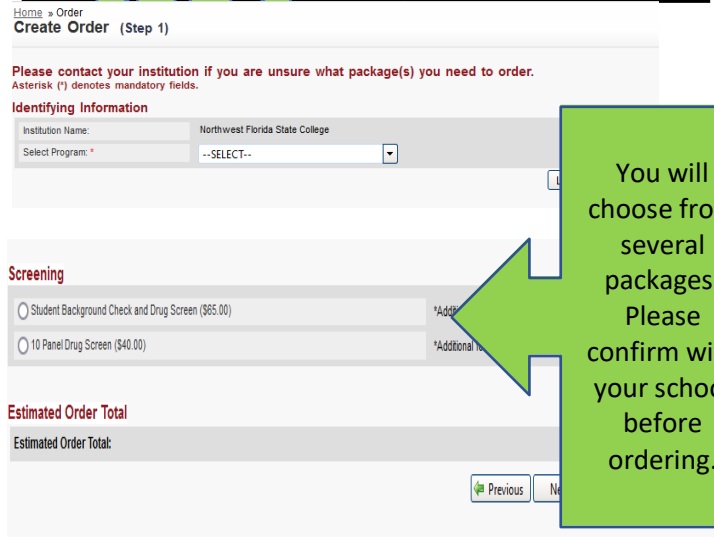 Home » Order
Create Order (Step 1)
Please contact your institution if you are unsure what package(s) you need to order.
Asterisk (*) denotes mandatory fields.
Identifying Information
Institution Name: Northwest Florida State College
Select Program: * --SELECT--
Screening
Student Background Check and Drug Screen ($65.00)
10 Panel Drug Screen ($40.00) *Additional
Estimated Order Total
Estimated Order Total:
Previous
You will
choose
several
packages
Please
confirm
your
before
ordering.